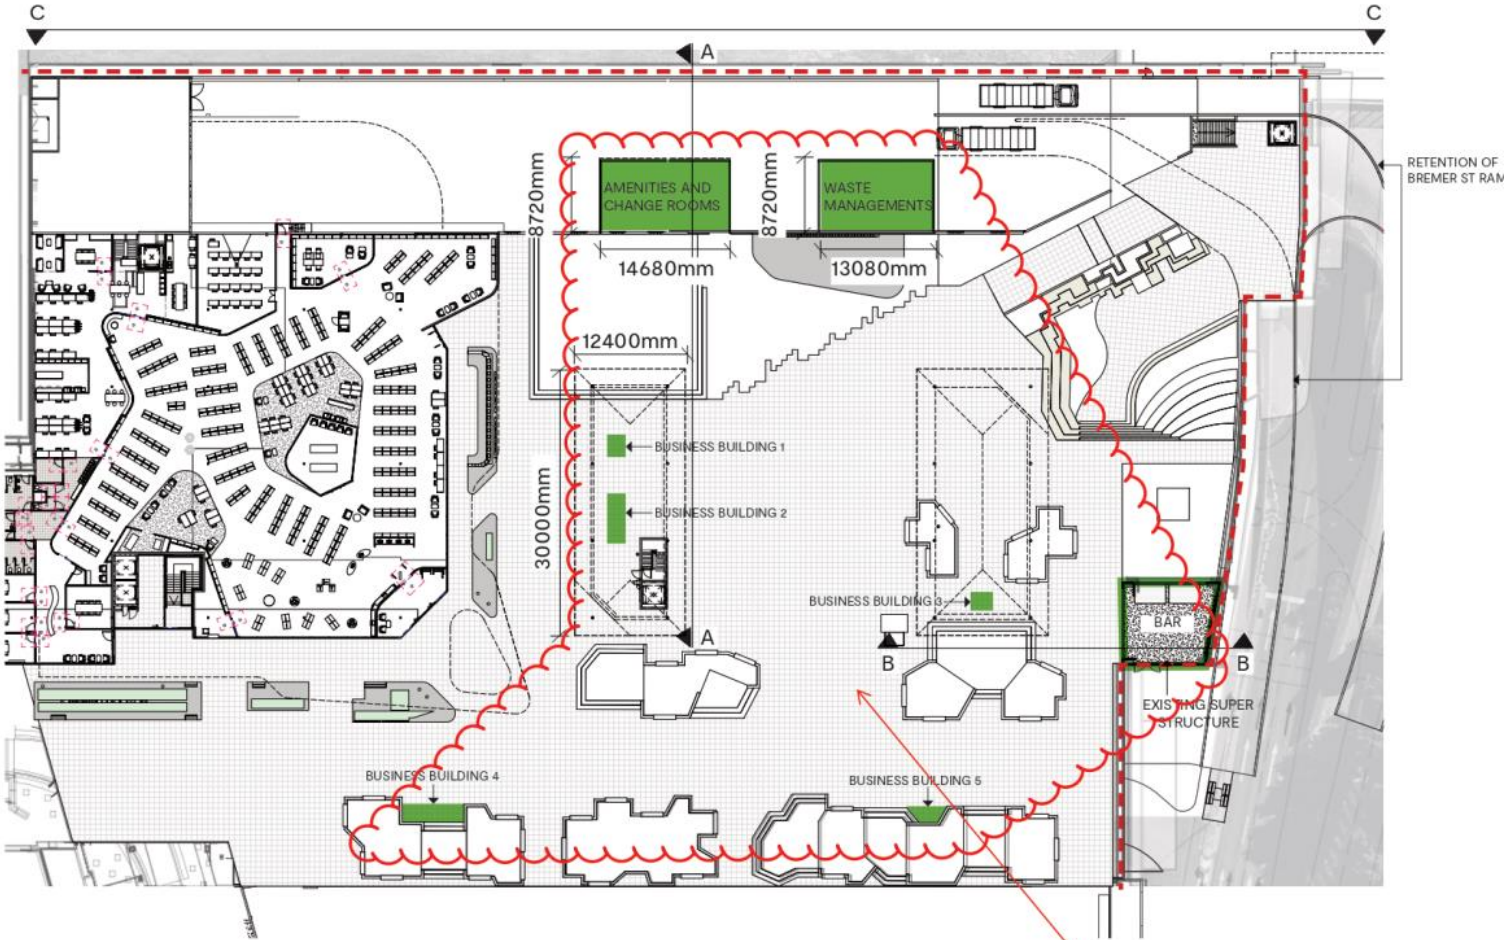 C
C
A
RETENTION OF
BREMER ST RAM
8720mm
AMENITIES AND
CHANGE ROOMS
8720mm
WASTE
MANAGEMENTS
14680mm
13080mm
12400mm
BUSINESS BUILDING 1
30000mm
BUSINESS BUILDING 2
BUSINESS BUILDING 3
BAR
A
B
B
EXISTING SUPER
STRUCTURE
BUSINESS BUILDING 4
BUSINESS BUILDING 5